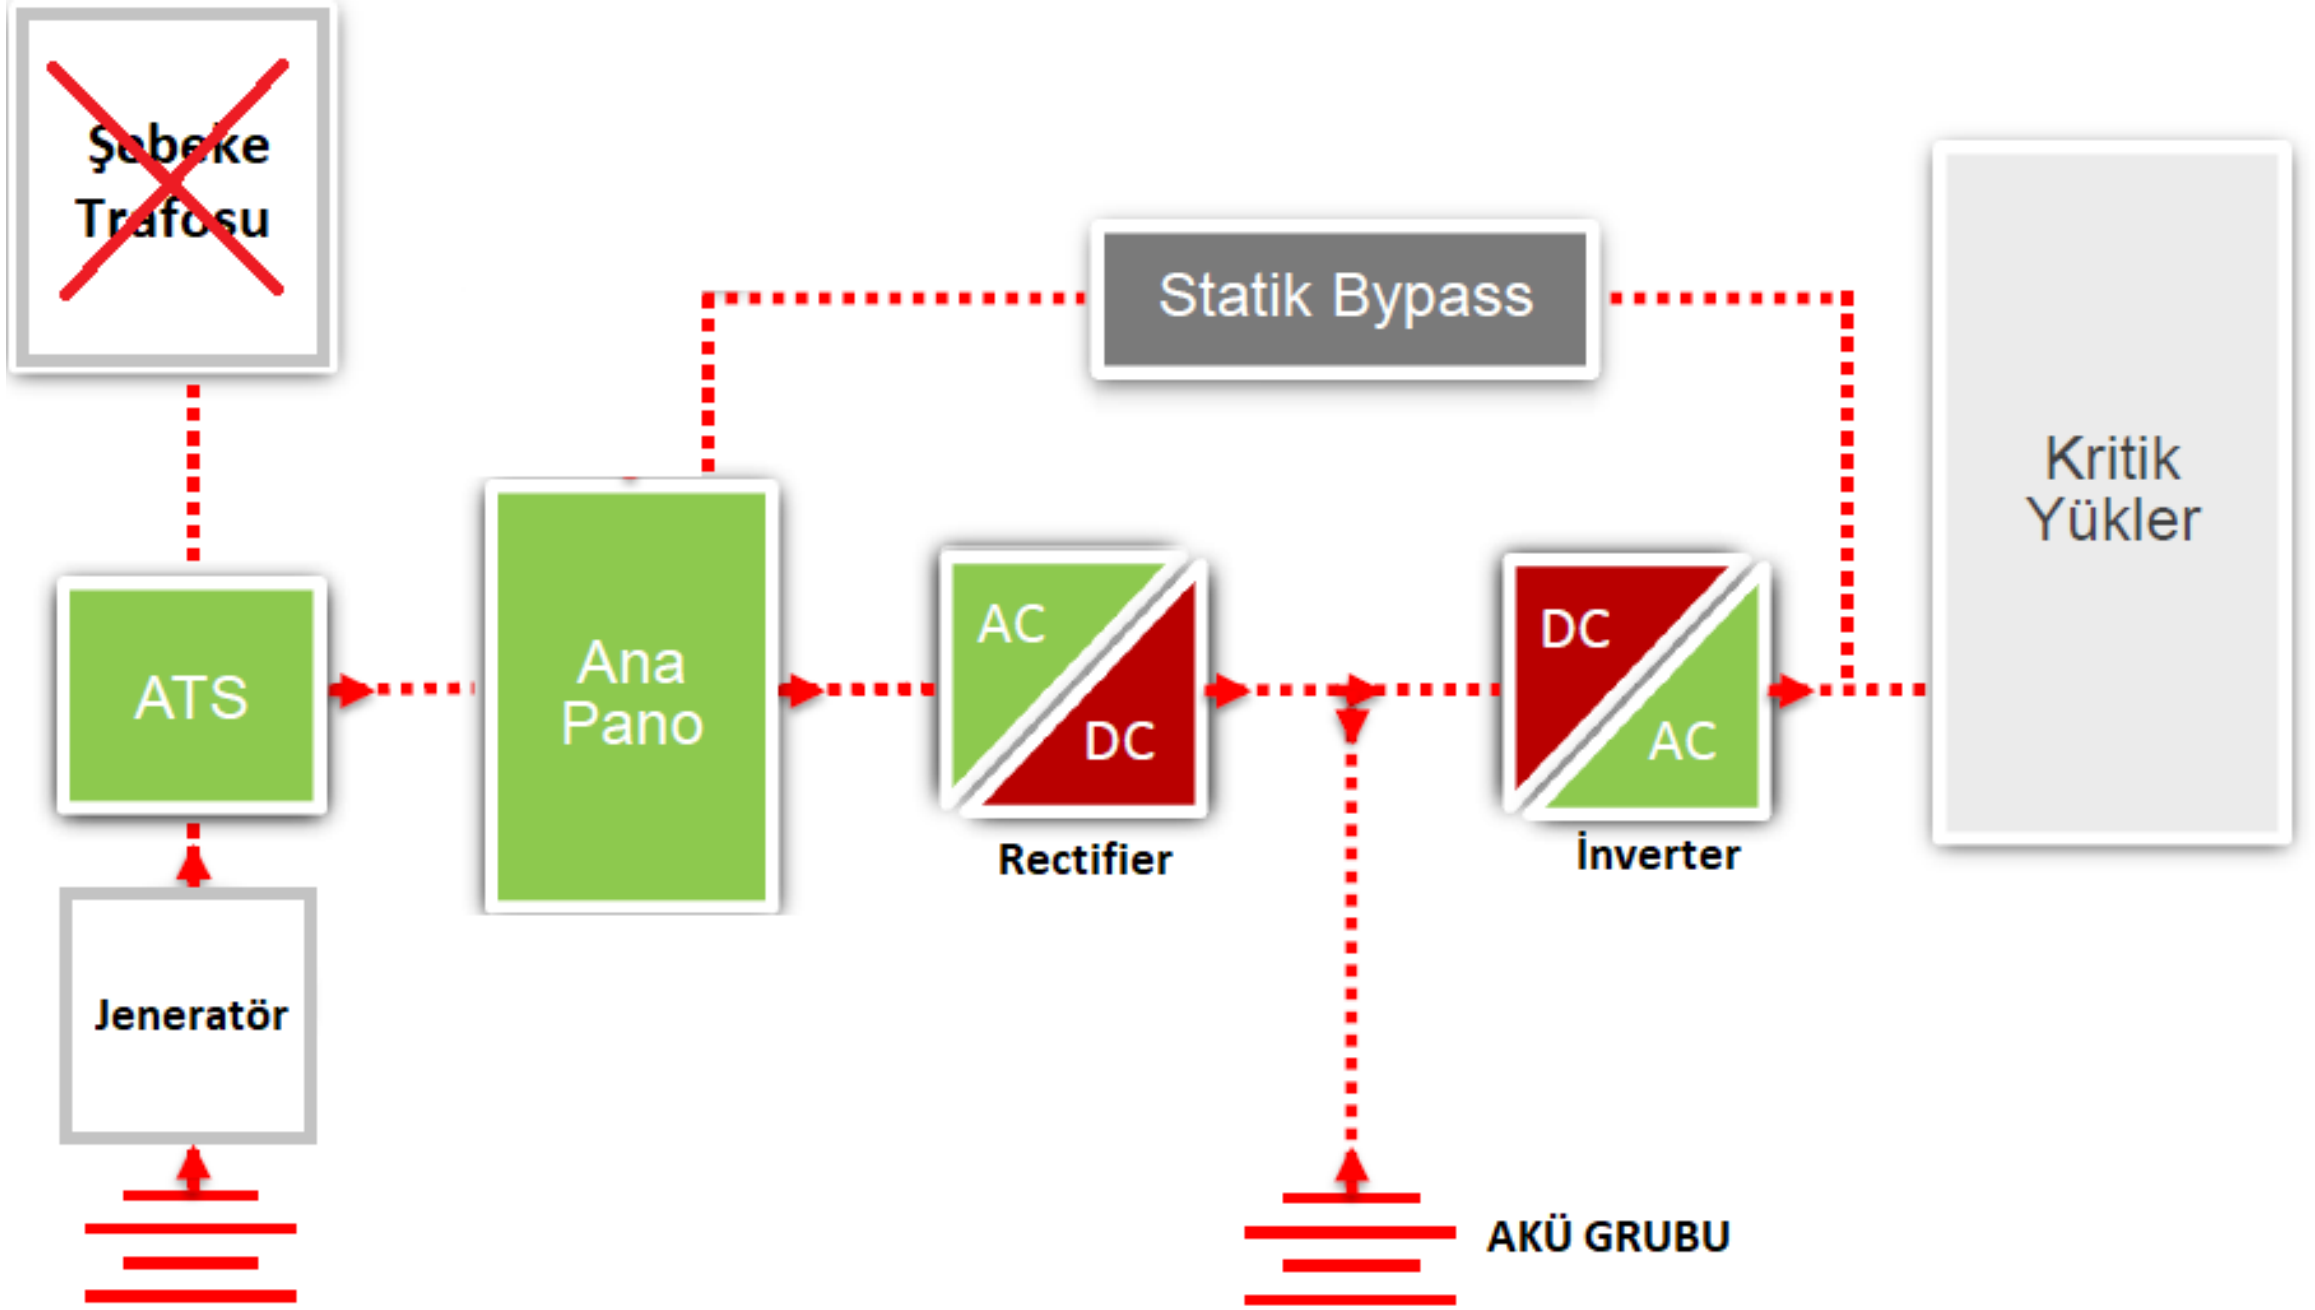 Şebeke
Trafosu
Statik Bypass
Kritik
Yükler
ATS
Ana
Pano
AC
DC
Rectifier
DC
AC
İnverter
Jeneratör
AKÜ GRUBU